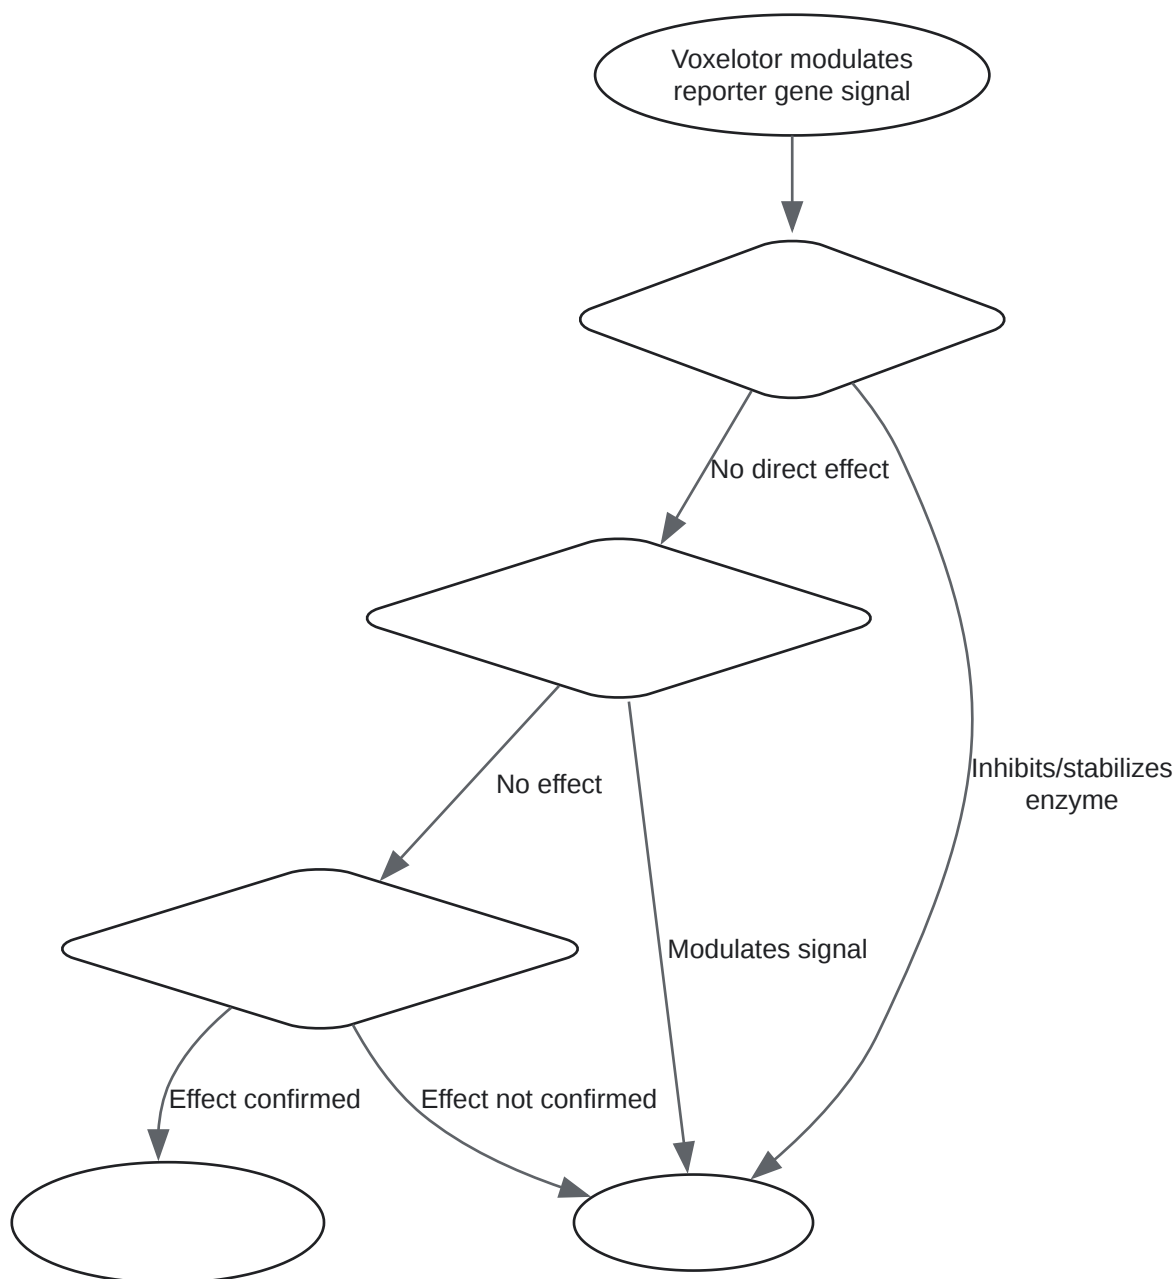 Voxelotor modulates
reporter gene signal
No direct effect
Inhibits/stabilizes
enzyme
No effect
Modulates signal
Effect confirmed
Effect not confirmed